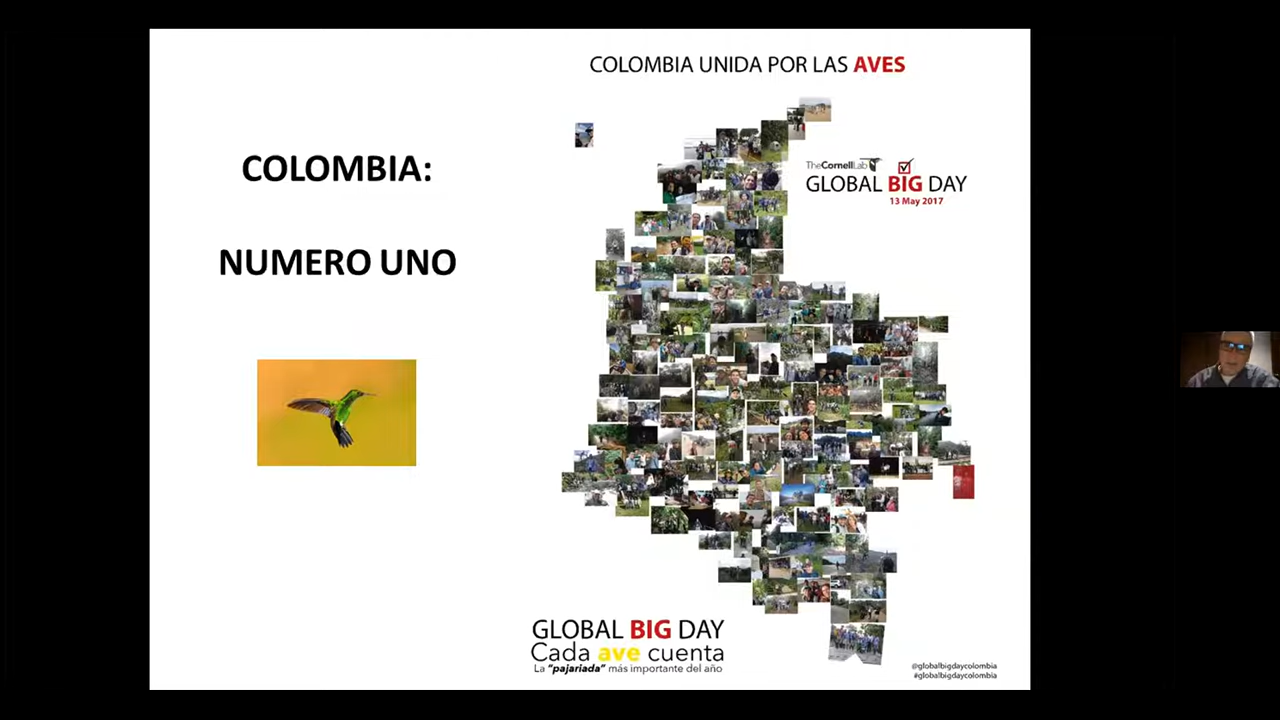 COLOMBIA UNIDA POR LAS AVES
COLOMBIA:
NUMERO UNO
TheCornellLab
GLOBAL BIG DAY
13 May 2017
GLOBAL BIG DAY
Cada ave cuenta
La "pajariada" más importante del año
@globalbigdaycolombia
#globalbigdaycolombia